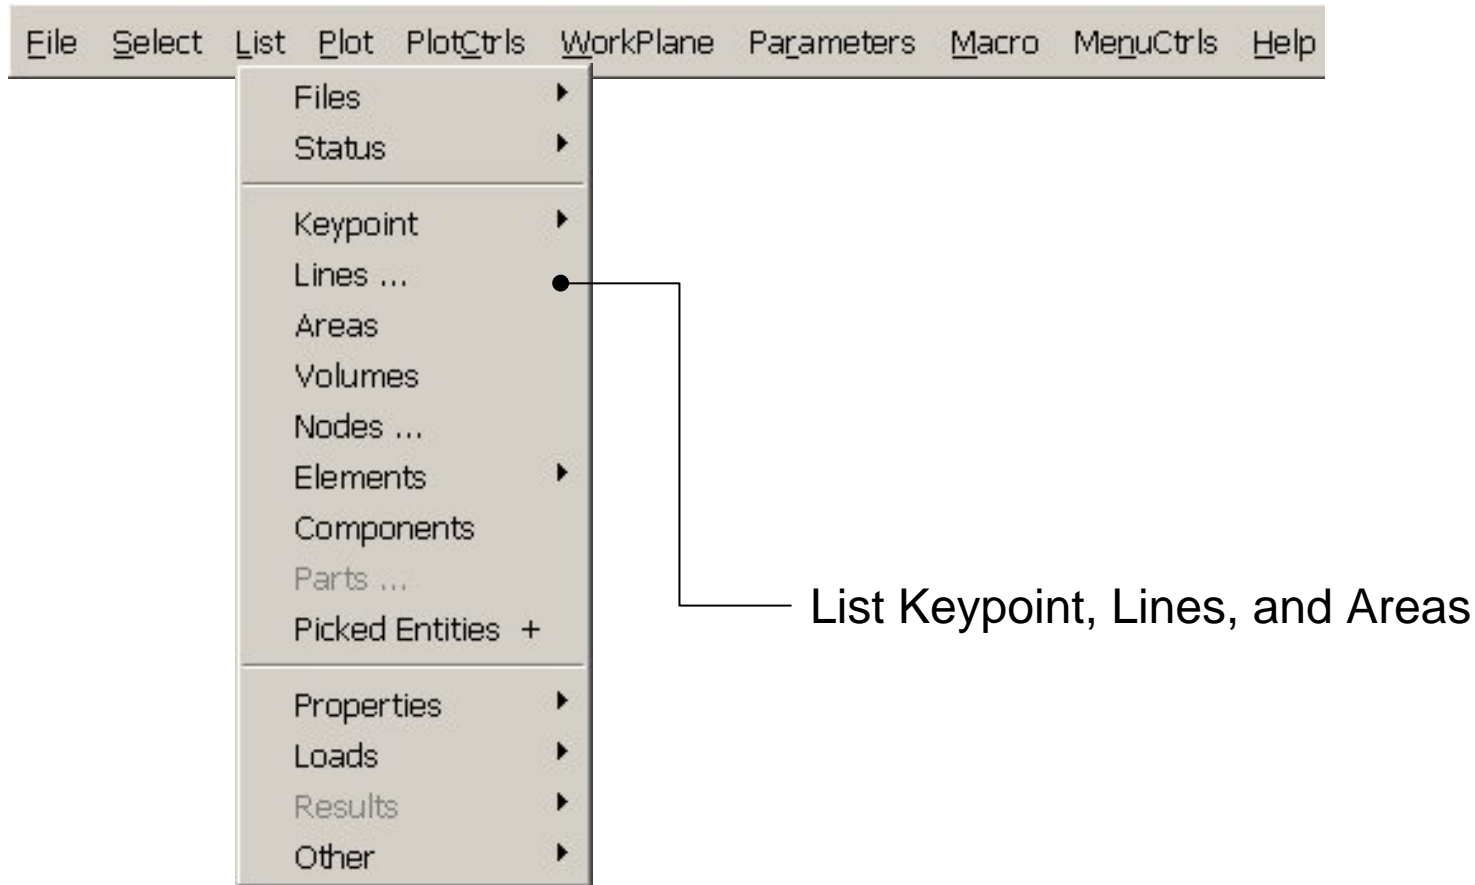 File Select List Plot PlotCtrls WorkPlane Parameters Macro MenuCtrls Help
Files
Status
Keypoint
Lines ...
Areas
Volumes
Nodes ...
Elements
Components
Parts ...
Picked Entities +
List Keypoint, Lines, and Areas
Properties
Loads
Results
Other